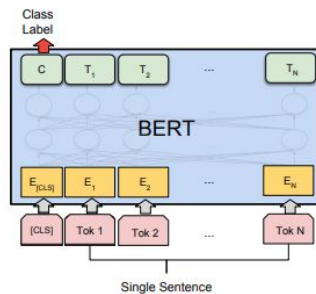 Class
Label
C T1 T2 ... TN
BERT
E[CLS] E1 E2 ... EN
[CLS] Tok 1 Tok 2 ... Tok N
Single Sentence